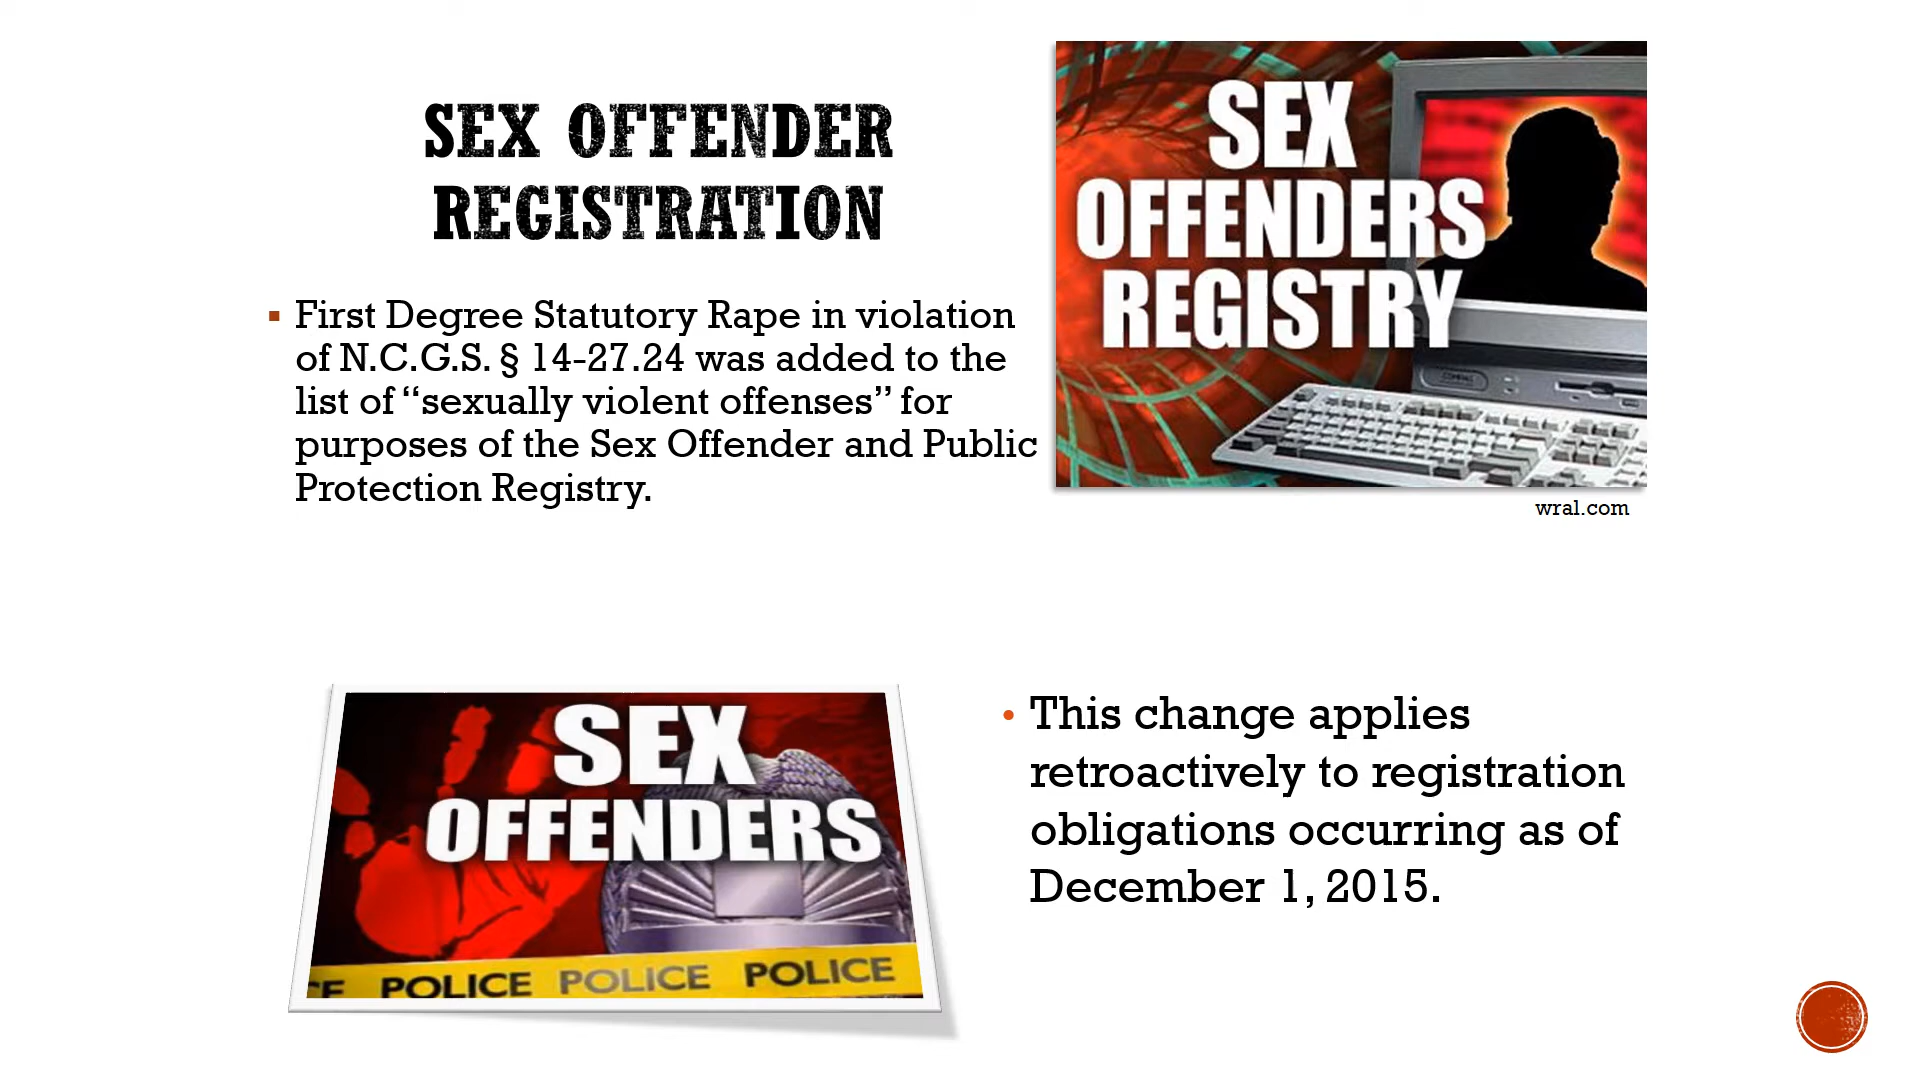 SEX OFFENDER
REGISTRATION
▪ First Degree Statutory Rape in violation
of N.C.G.S. § 14-27.24 was added to the
list of “sexually violent offenses” for
purposes of the Sex Offender and Public
Protection Registry.
SEX
OFFENDERS
REGISTRY
wral.com
SEX
OFFENDERS
CE POLICE POLICE POLICE
• This change applies
retroactively to registration
obligations occurring as of
December 1, 2015.